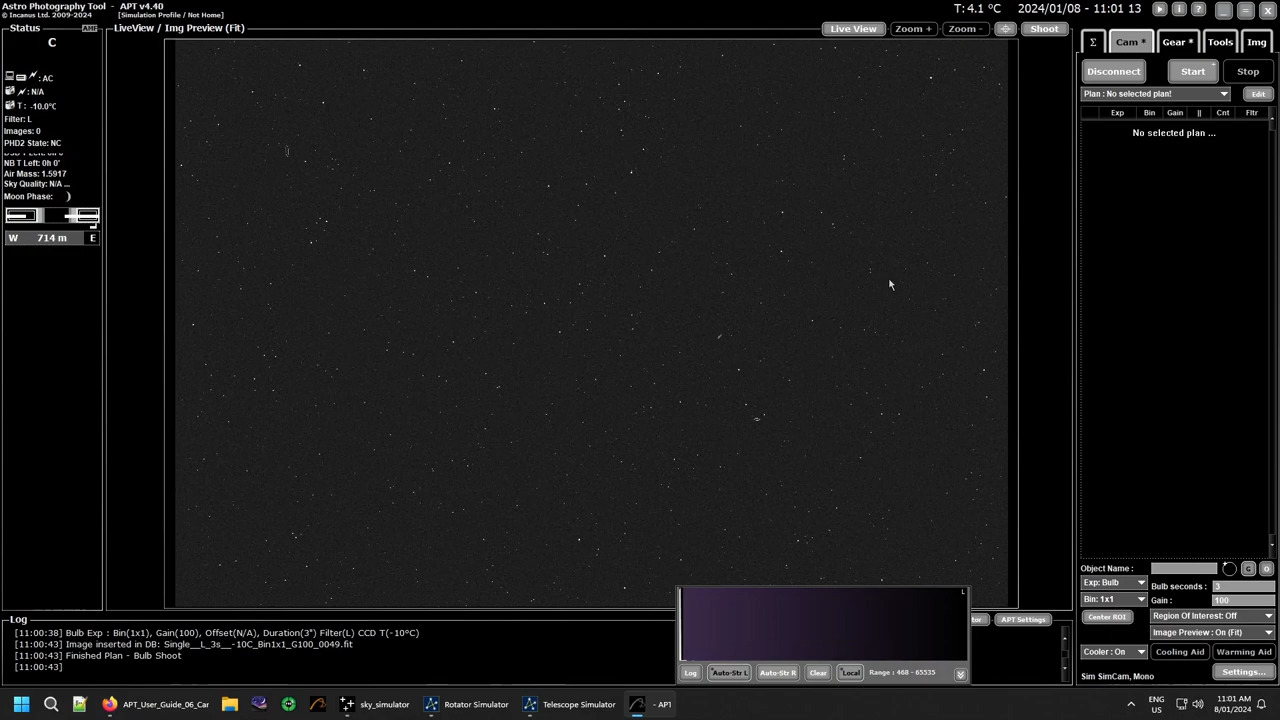 Astro Photography Tool - APT v4.40
© Incanus Ltd. 2009-2024 [Simulation Profile / Not Home]
T: 4.1 °C 2024/01/08 - 11:01 13
Status
C
: AC
: N/A
T : -10.0°C
Filter: L
Images: 0
PHD2 State: NC
NB T Left: 0h 0"
Air Mass: 1.5917
Sky Quality: N/A ...
Moon Phase:
W 714 m E
LiveView / Img Preview (Fit)
Live View Zoom + Zoom - Shoot
Σ Cam * Gear * Tools Img
Disconnect Start + Stop
Plan : No selected plan! Edit
Exp Bin Gain || Cnt Fltr
No selected plan ...
Object Name : G
Exp: Bulb Bulb seconds : 3
Bin: 1x1 Gain : 100
Center ROI Region Of Interest: Off
Image Preview : On (Fit)
Cooler : On Cooling Aid Warming Aid
Sim SimCam, Mono Settings...
Log
[11:00:38] Bulb Exp : Bin(1x1), Gain(100), Offset(N/A), Duration(3") Filter(L) CCD T(-10°C)
[11:00:43] Image inserted in DB: Single__L_3s__-10C_Bin1x1_G100_0049.fit
[11:00:43] Finished Plan - Bulb Shoot
[11:00:43]
L
APT Settings
Log Auto-Str L Auto-Str R Clear Local Range : 468 - 65535
APT_User_Guide_06_Car
sky_simulator
Rotator Simulator
Telescope Simulator
- APT
ENG
US
11:01 AM
8/01/2024